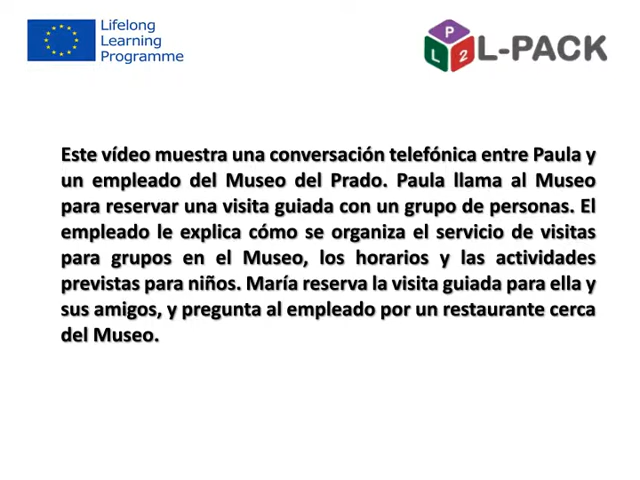 Lifelong
Learning
Programme
P
L
2
L-PACK
Este vídeo muestra una conversación telefónica entre Paula y
un empleado del Museo del Prado. Paula llama al Museo
para reservar una visita guiada con un grupo de personas. El
empleado le explica cómo se organiza el servicio de visitas
para grupos en el Museo, los horarios y las actividades
previstas para niños. María reserva la visita guiada para ella y
sus amigos, y pregunta al empleado por un restaurante cerca
del Museo.